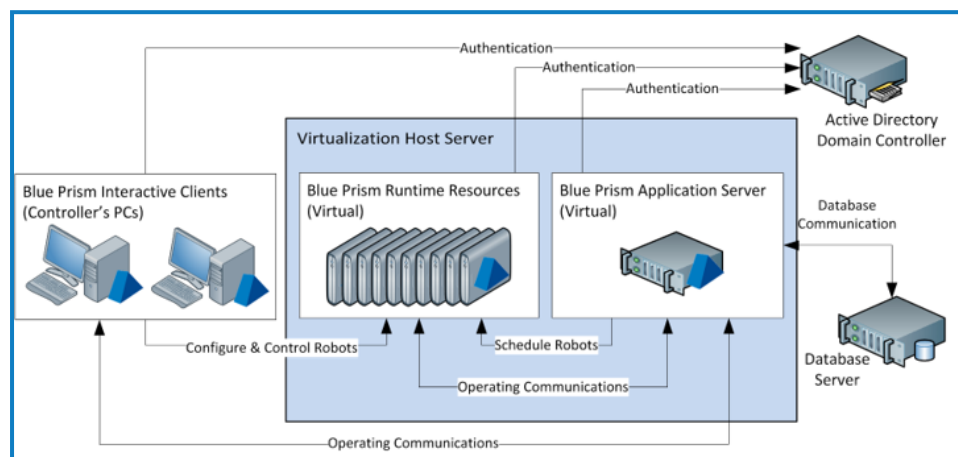 Authentication
Authentication
Authentication
Active Directory
Domain Controller
Virtualization Host Server
Blue Prism Interactive Clients
(Controller's PCs)
Blue Prism Runtime Resources
(Virtual)
Blue Prism Application Server
(Virtual)
Database
Communication
Configure & Control Robots
Schedule Robots
Database
Server
Operating Communications
Operating Communications